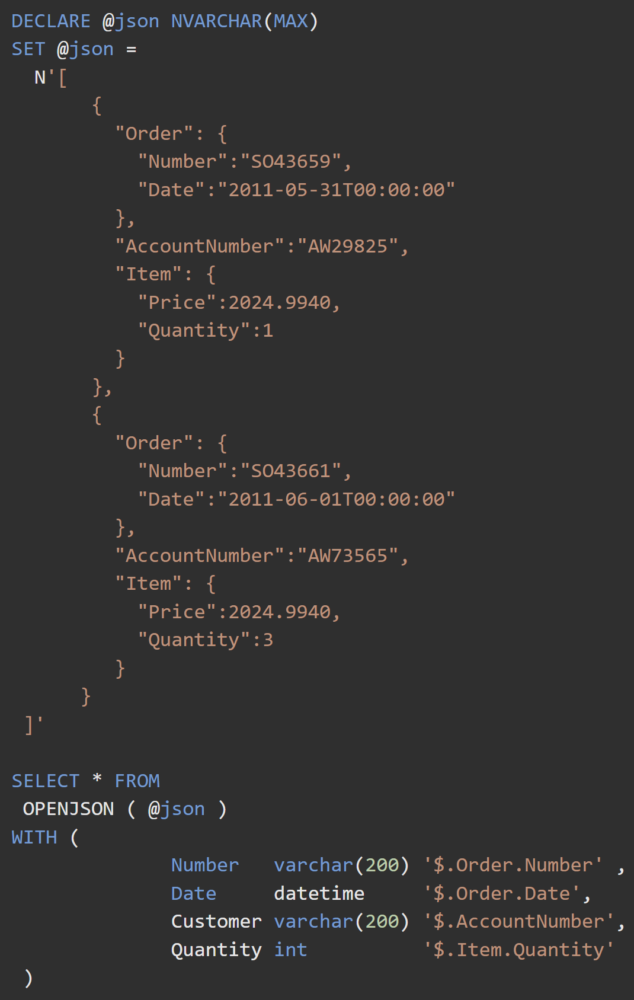 DECLARE @json NVARCHAR(MAX)
SET @json =
  N'[
       {
         "Order": {
           "Number":"SO43659",
           "Date":"2011-05-31T00:00:00"
         },
         "AccountNumber":"AW29825",
         "Item": {
           "Price":2024.9940,
           "Quantity":1
         }
       },
       {
         "Order": {
           "Number":"SO43661",
           "Date":"2011-06-01T00:00:00"
         },
         "AccountNumber":"AW73565",
         "Item": {
           "Price":2024.9940,
           "Quantity":3
         }
      }
 ]'

SELECT * FROM
 OPENJSON ( @json )
WITH (
              Number   varchar(200) '$.Order.Number' ,
              Date     datetime     '$.Order.Date',
              Customer varchar(200) '$.AccountNumber',
              Quantity int          '$.Item.Quantity'
 )